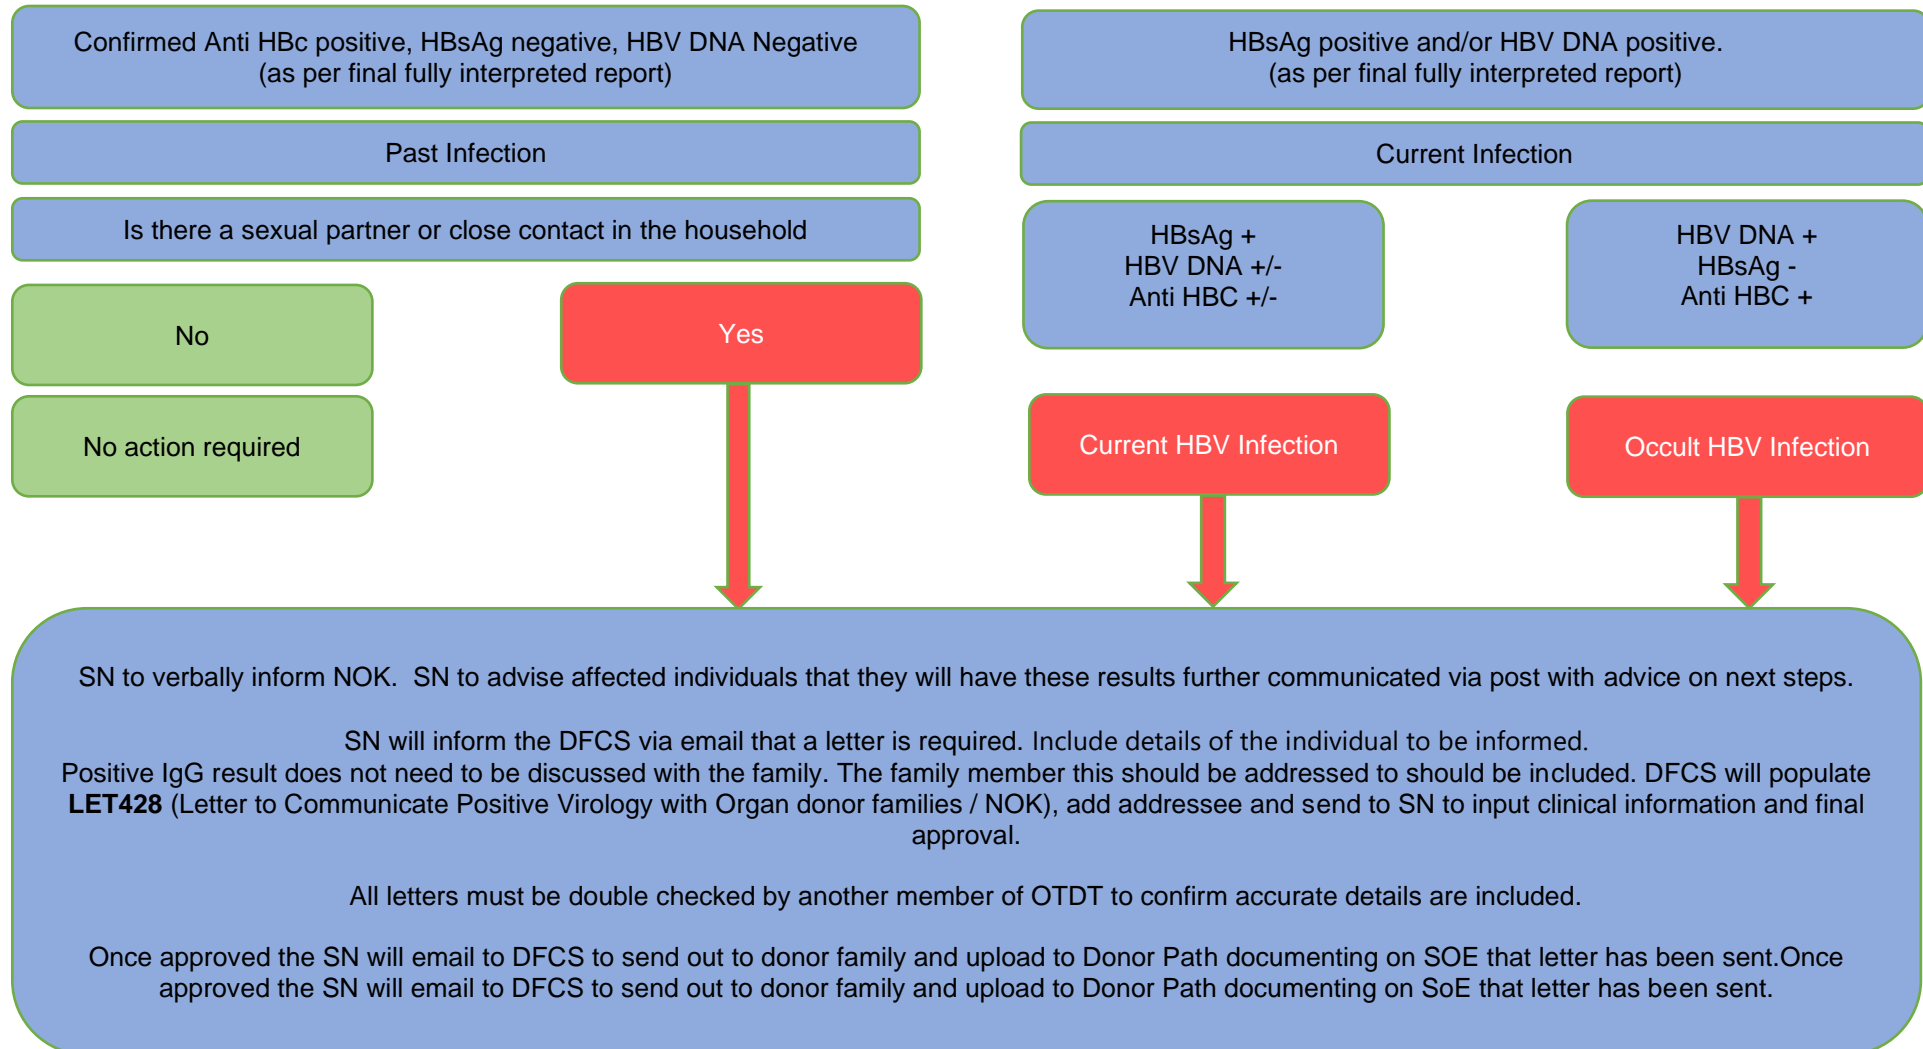 Confirmed Anti HBc positive, HBsAg negative, HBV DNA Negative
(as per final fully interpreted report)
Past Infection
Is there a sexual partner or close contact in the household
No
Yes
No action required
HBsAg positive and/or HBV DNA positive.
(as per final fully interpreted report)
Current Infection
HBsAg +
HBV DNA +/-
Anti HBC +/-
HBV DNA +
HBsAg -
Anti HBC +
Current HBV Infection
Occult HBV Infection
SN to verbally inform NOK.  SN to advise affected individuals that they will have these results further communicated via post with advice on next steps.
SN will inform the DFCS via email that a letter is required. Include details of the individual to be informed.
Positive IgG result does not need to be discussed with the family. The family member this should be addressed to should be included. DFCS will populate
LET428 (Letter to Communicate Positive Virology with Organ donor families / NOK), add addressee and send to SN to input clinical information and final
approval.
All letters must be double checked by another member of OTDT to confirm accurate details are included.
Once approved the SN will email to DFCS to send out to donor family and upload to Donor Path documenting on SOE that letter has been sent.Once
approved the SN will email to DFCS to send out to donor family and upload to Donor Path documenting on SoE that letter has been sent.